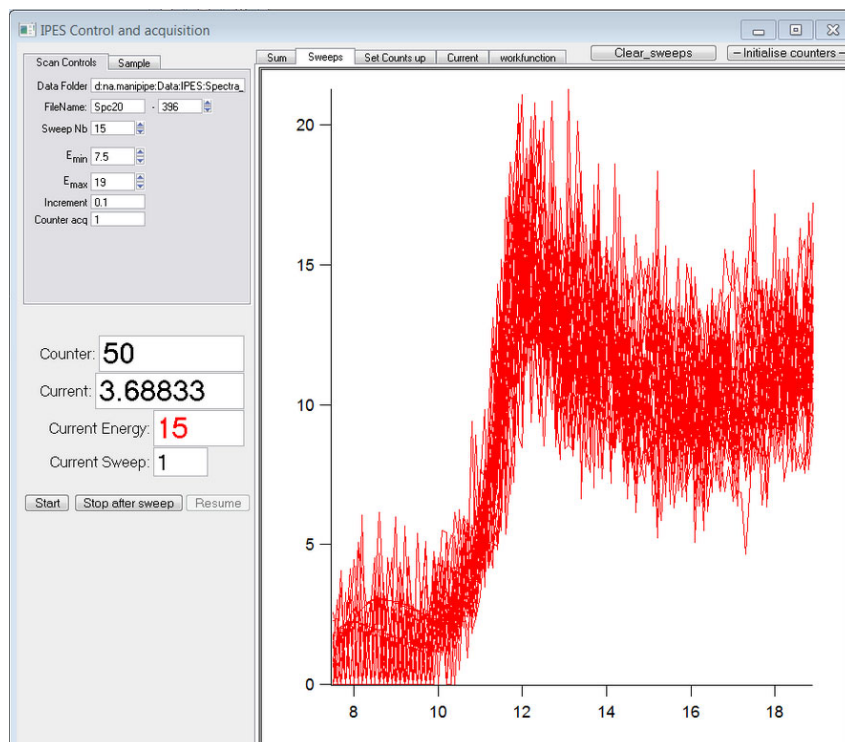 IPES Control and acquisition
Scan Controls Sample
Data Folder d:na.manipipe:Data:IPES:Spectra_
FileName: Spc20 - 396
Sweep Nb 15
Emin 7.5
Emax 19
Increment 0.1
Counter acq 1
Counter: 50
Current: 3.68833
Current Energy: 15
Current Sweep: 1
Start Stop after sweep Resume
Sum Sweeps Set Counts up Current workfunction Clear_sweeps – Initialise counters –
20
15
10
5
0
8 10 12 14 16 18